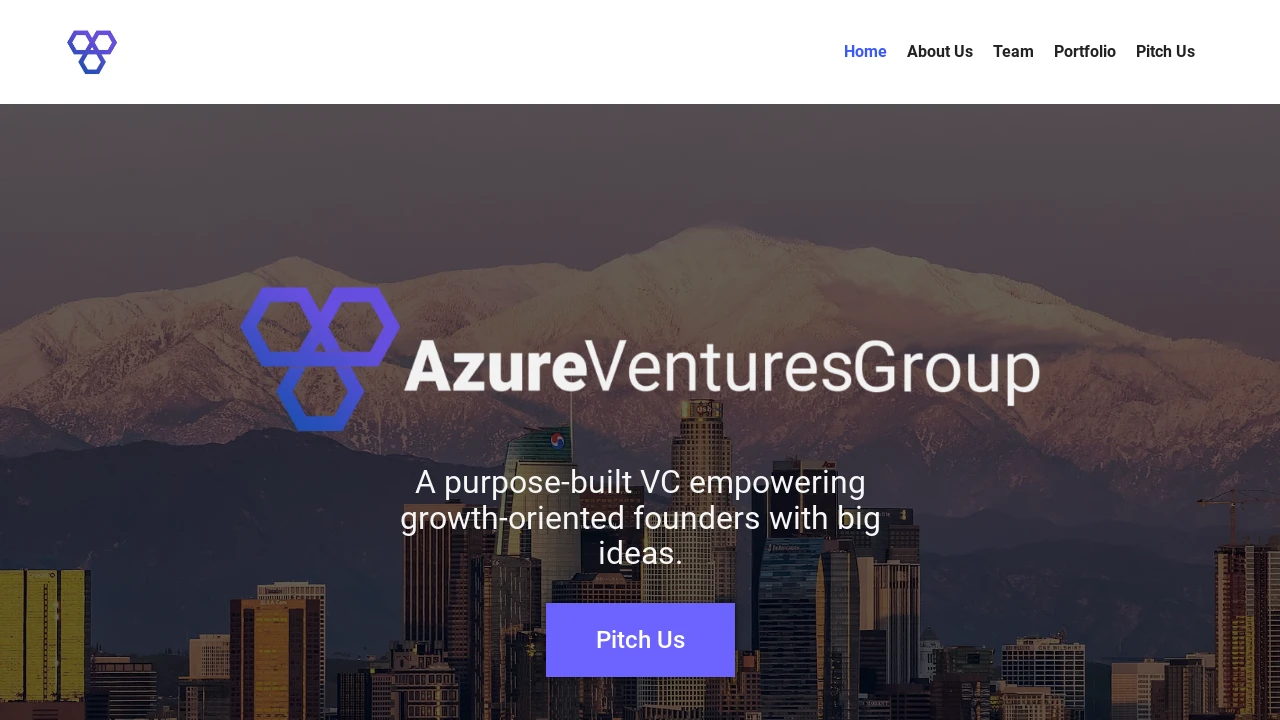 Home About Us Team Portfolio Pitch Us
AzureVenturesGroup
A purpose-built VC empowering
growth-oriented founders with big
ideas.
Pitch Us